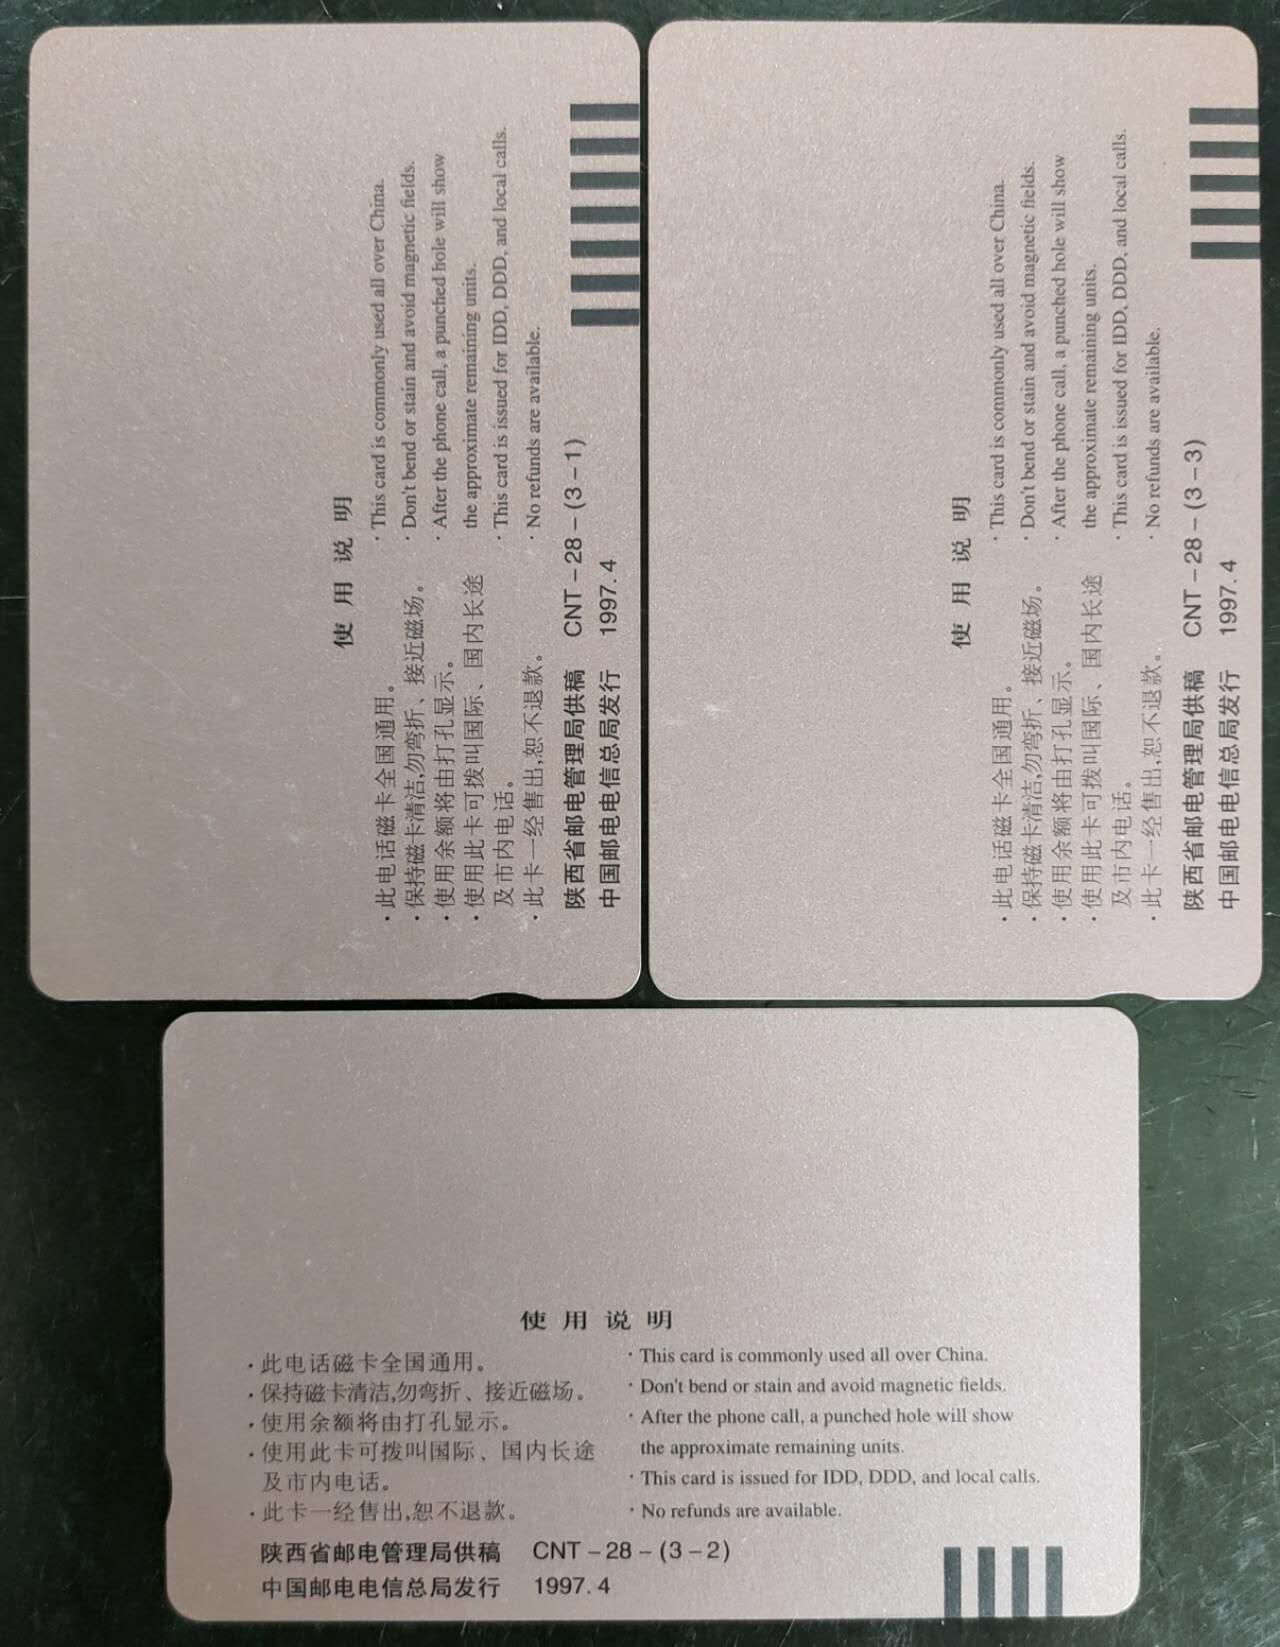 使用说明
·此电话磁卡全国通用。
·保持磁卡清洁,勿弯折、接近磁场。
·使用余额将由打孔显示。
·使用此卡可拨叫国际、国内长途
及市内电话。
·此卡一经售出,恕不退款。
·This card is commonly used all over China.
·Don't bend or stain and avoid magnetic fields.
·After the phone call, a punched hole will show
the approximate remaining units.
·This card is issued for IDD, DDD, and local calls.
·No refunds are available.
陕西省邮电管理局供稿 CNT-28-(3-1)
中国邮电电信总局发行 1997.4
使用说明
·此电话磁卡全国通用。
·保持磁卡清洁,勿弯折、接近磁场。
·使用余额将由打孔显示。
·使用此卡可拨叫国际、国内长途
及市内电话。
·此卡一经售出,恕不退款。
·This card is commonly used all over China.
·Don't bend or stain and avoid magnetic fields.
·After the phone call, a punched hole will show
the approximate remaining units.
·This card is issued for IDD, DDD, and local calls.
·No refunds are available.
陕西省邮电管理局供稿 CNT-28-(3-3)
中国邮电电信总局发行 1997.4
使用说明
·此电话磁卡全国通用。
·保持磁卡清洁,勿弯折、接近磁场。
·使用余额将由打孔显示。
·使用此卡可拨叫国际、国内长途
及市内电话。
·此卡一经售出,恕不退款。
·This card is commonly used all over China.
·Don't bend or stain and avoid magnetic fields.
·After the phone call, a punched hole will show
the approximate remaining units.
·This card is issued for IDD, DDD, and local calls.
·No refunds are available.
陕西省邮电管理局供稿 CNT-28-(3-2)
中国邮电电信总局发行 1997.4